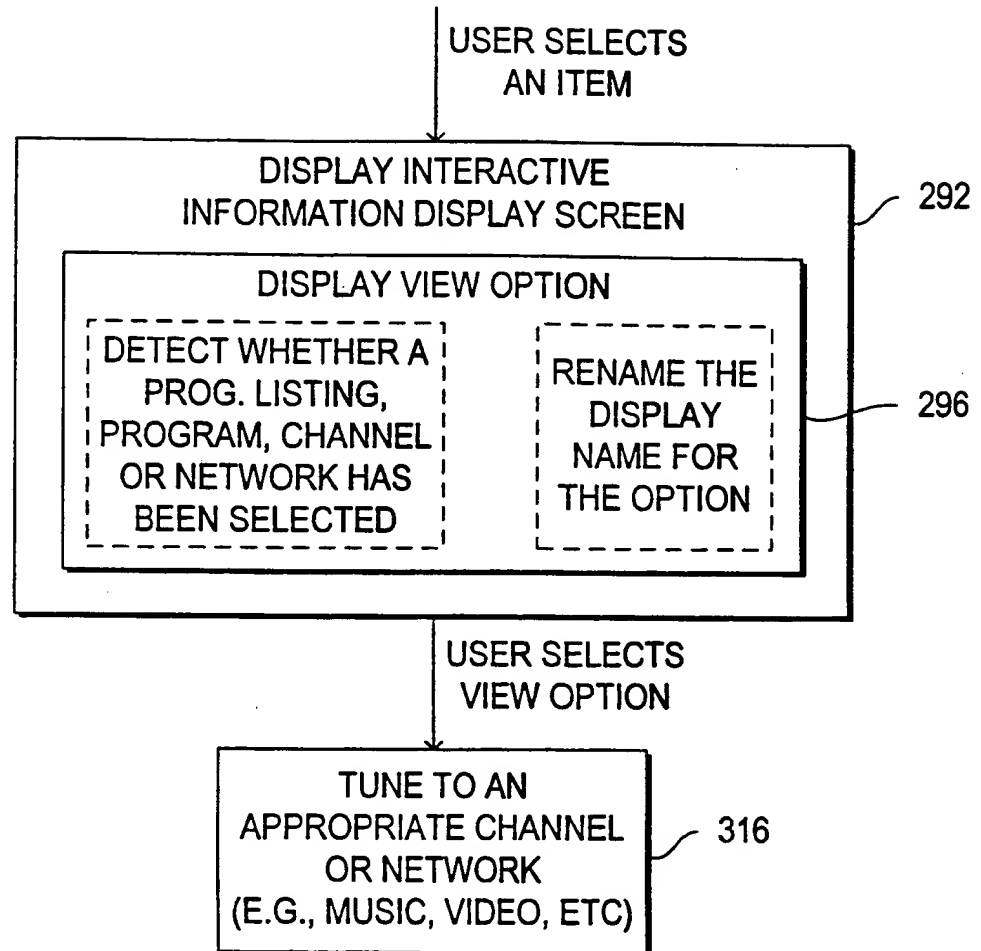 USER SELECTS
AN ITEM
DISPLAY INTERACTIVE
INFORMATION DISPLAY SCREEN
292
DISPLAY VIEW OPTION
DETECT WHETHER A
PROG. LISTING,
PROGRAM, CHANNEL
OR NETWORK HAS
BEEN SELECTED
RENAME THE
DISPLAY
NAME FOR
THE OPTION
296
USER SELECTS
VIEW OPTION
TUNE TO AN
APPROPRIATE CHANNEL
OR NETWORK
(E.G., MUSIC, VIDEO, ETC)
316